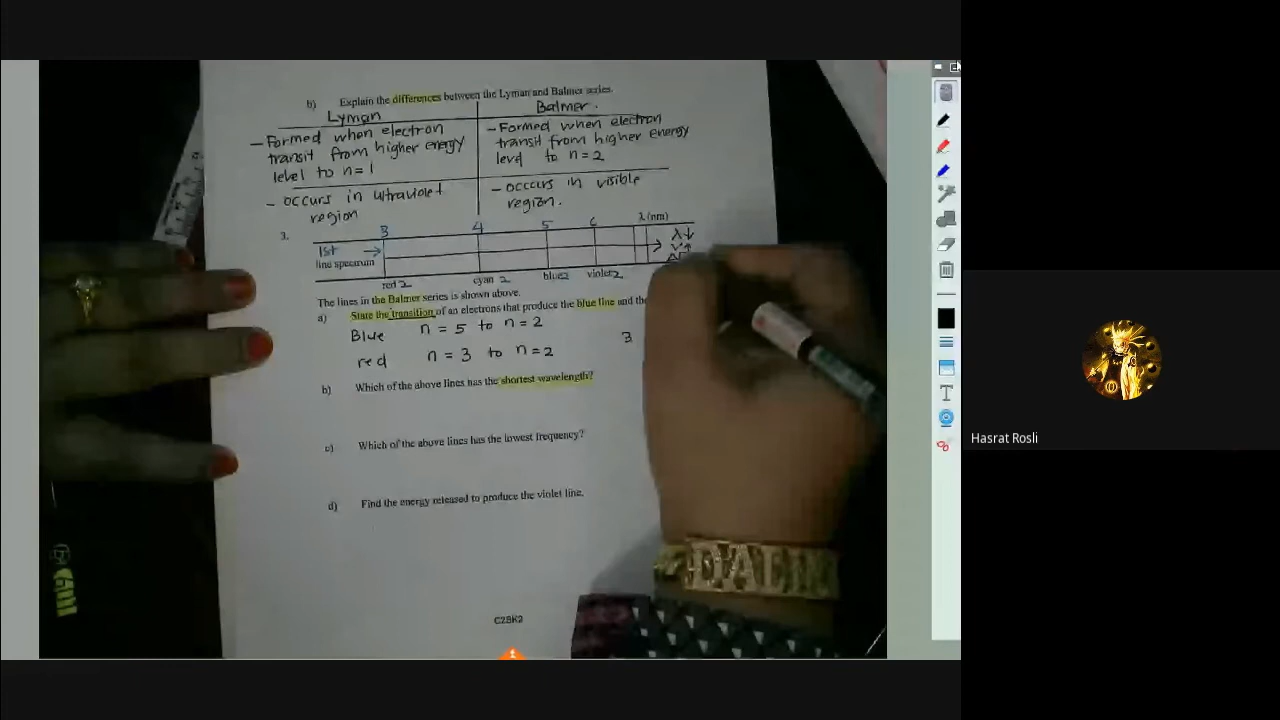 b) Explain the differences between the Lyman and Balmer series.
Lyman
Balmer.
- Formed when electron
transit from higher energy
level to n = 1
- Formed when electron
transit from higher energy
level to n = 2
- occurs in ultraviolet
region
- occurs in visible
region.
3.
3 4 5 6 λ (nm)
1st →
line spectrum
λ↓
red 2 cyan 2 blue 2 violet 2
The lines in the Balmer series is shown above.
a) State the transition of an electrons that produce the blue line and the
Blue n = 5 to n = 2
3
red n = 3 to n = 2
b) Which of the above lines has the shortest wavelength?
c) Which of the above lines has the lowest frequency?
d) Find the energy released to produce the violet line.
C2BK2
1
DALIN
T
Hasrat Rosli